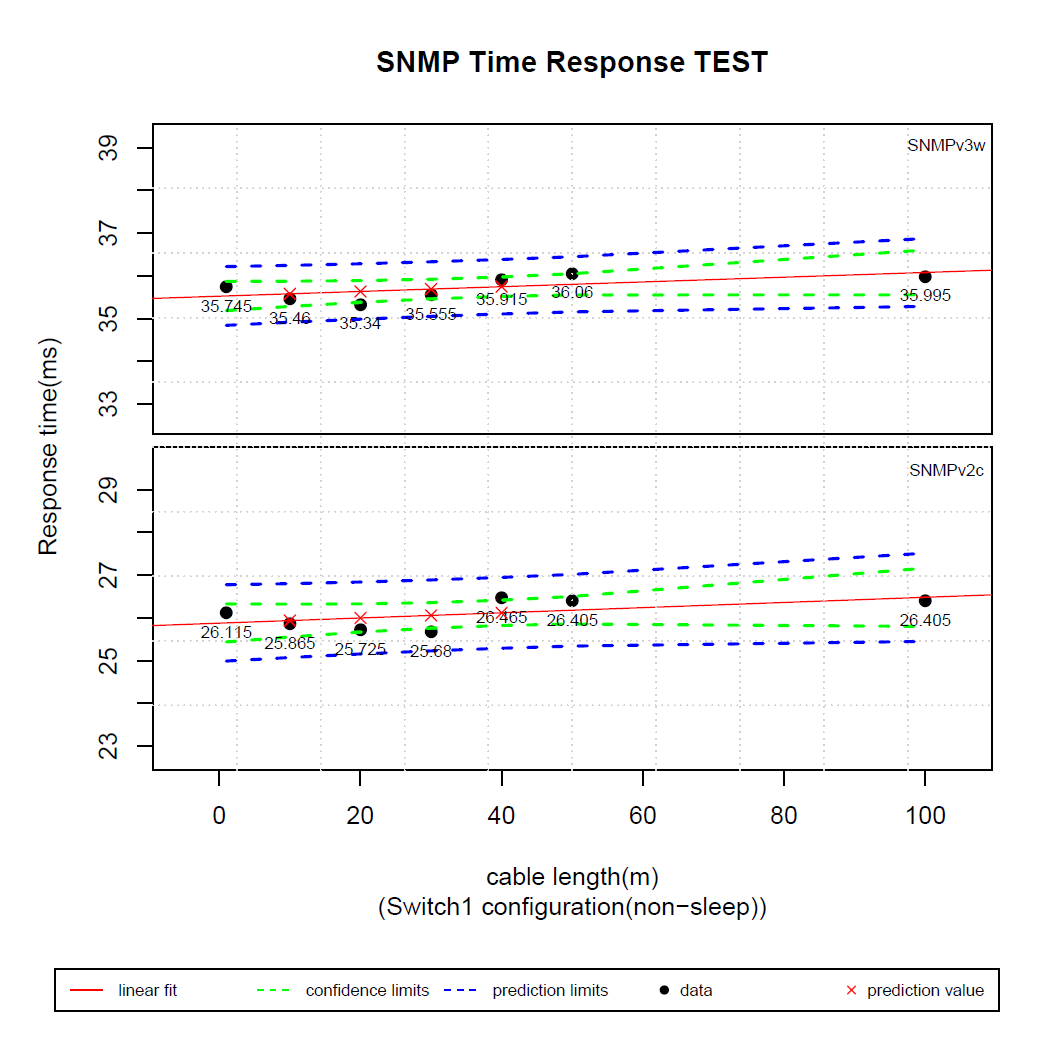 SNMP Time Response TEST
SNMPv3w
39
37
35
33
35.745
35.46
35.34
35.555
35.915
36.06
35.995
Response time(ms)
SNMPv2c
29
27
25
23
26.115
25.865
25.725
25.68
26.465
26.405
26.405
0 20 40 60 80 100
cable length(m)
(Switch1 configuration(non−sleep))
linear fit confidence limits prediction limits data prediction value